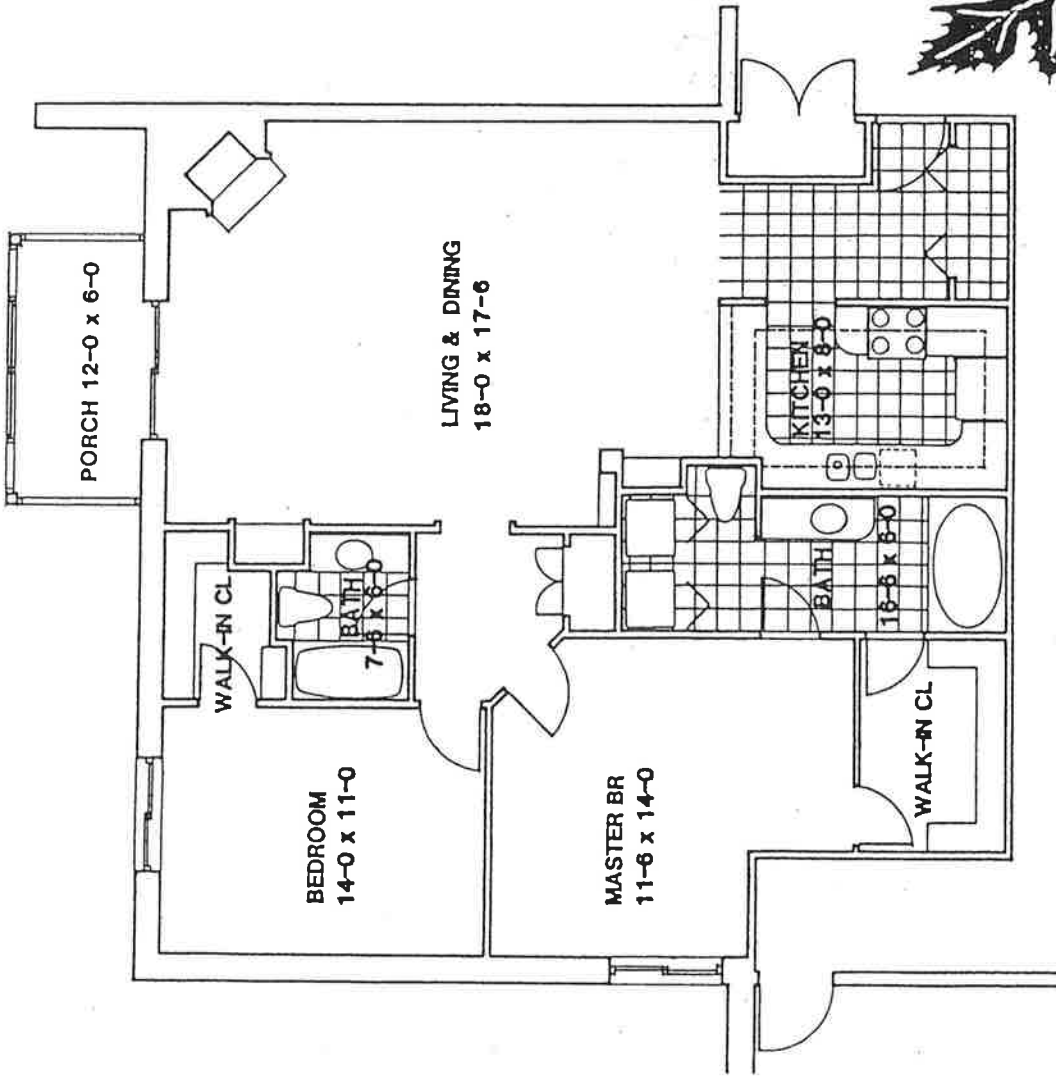 PORCH 12-0 x 6-0
LIVING & DINING
18-0 x 17-6
KITCHEN
13-0 x 8-0
WALK-IN CL
BATH
7-6 x 6-0
BATH
16-6 x 6-0
BEDROOM
14-0 x 11-0
MASTER BR
11-6 x 14-0
WALK-IN CL